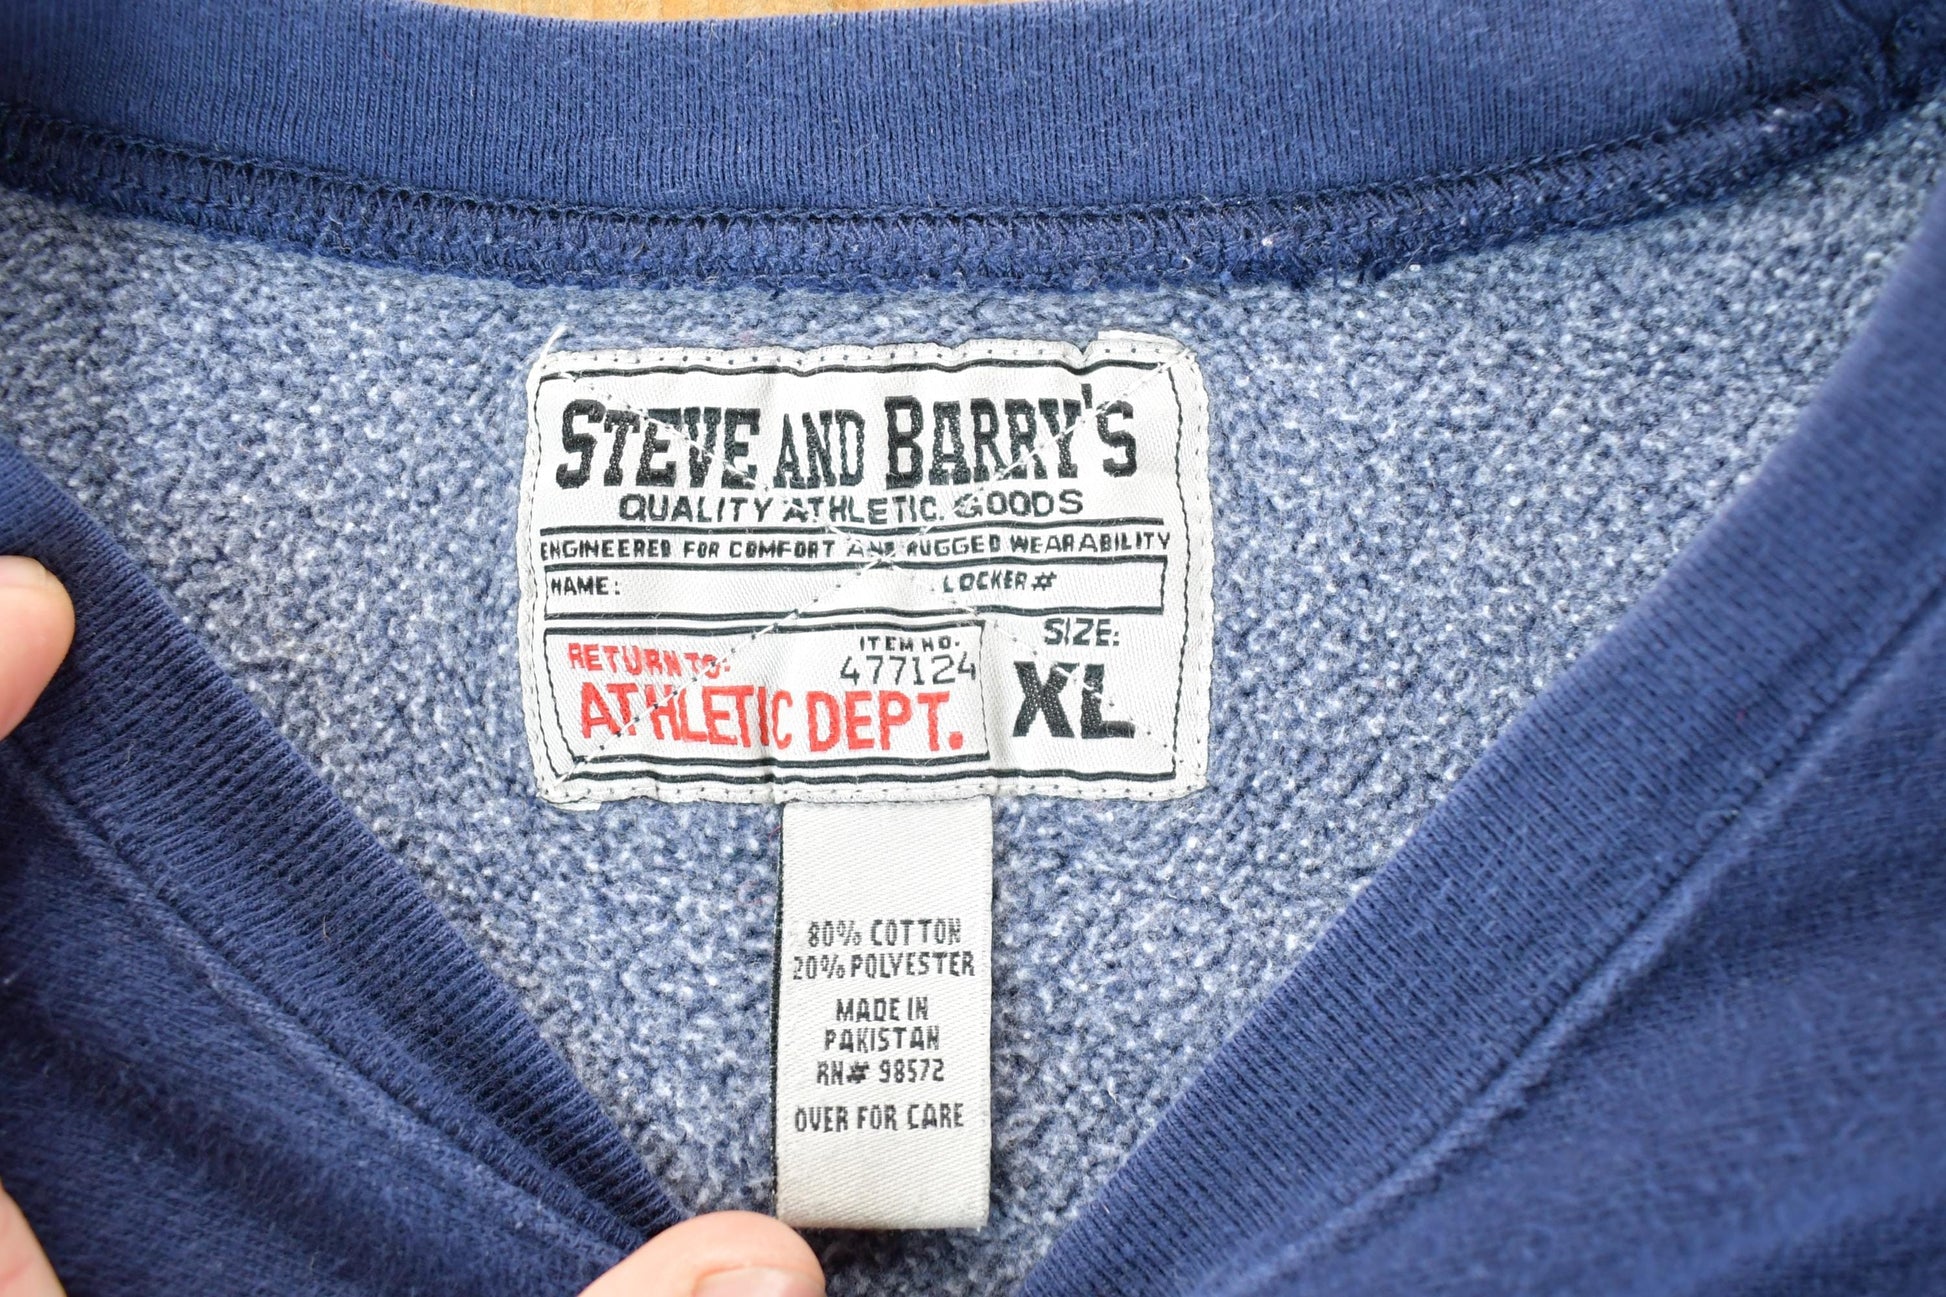 STEVE AND BARRY'S
QUALITY ATHLETIC GOODS
ENGINEERED FOR COMFORT AND RUGGED WEARABILITY
NAME: LOCKER#
RETURN TO:
ATHLETIC DEPT.
ITEM NO.
477124
SIZE:
XL
80% COTTON
20% POLYESTER
MADE IN
PAKISTAN
RN# 98572
OVER FOR CARE